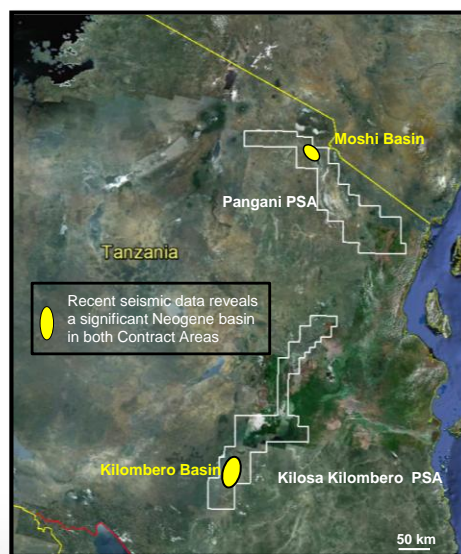 Moshi Basin
Pangani PSA
Tanzania
Recent seismic data reveals
a significant Neogene basin
in both Contract Areas
Kilombero Basin
Kilosa Kilombero  PSA
50 km